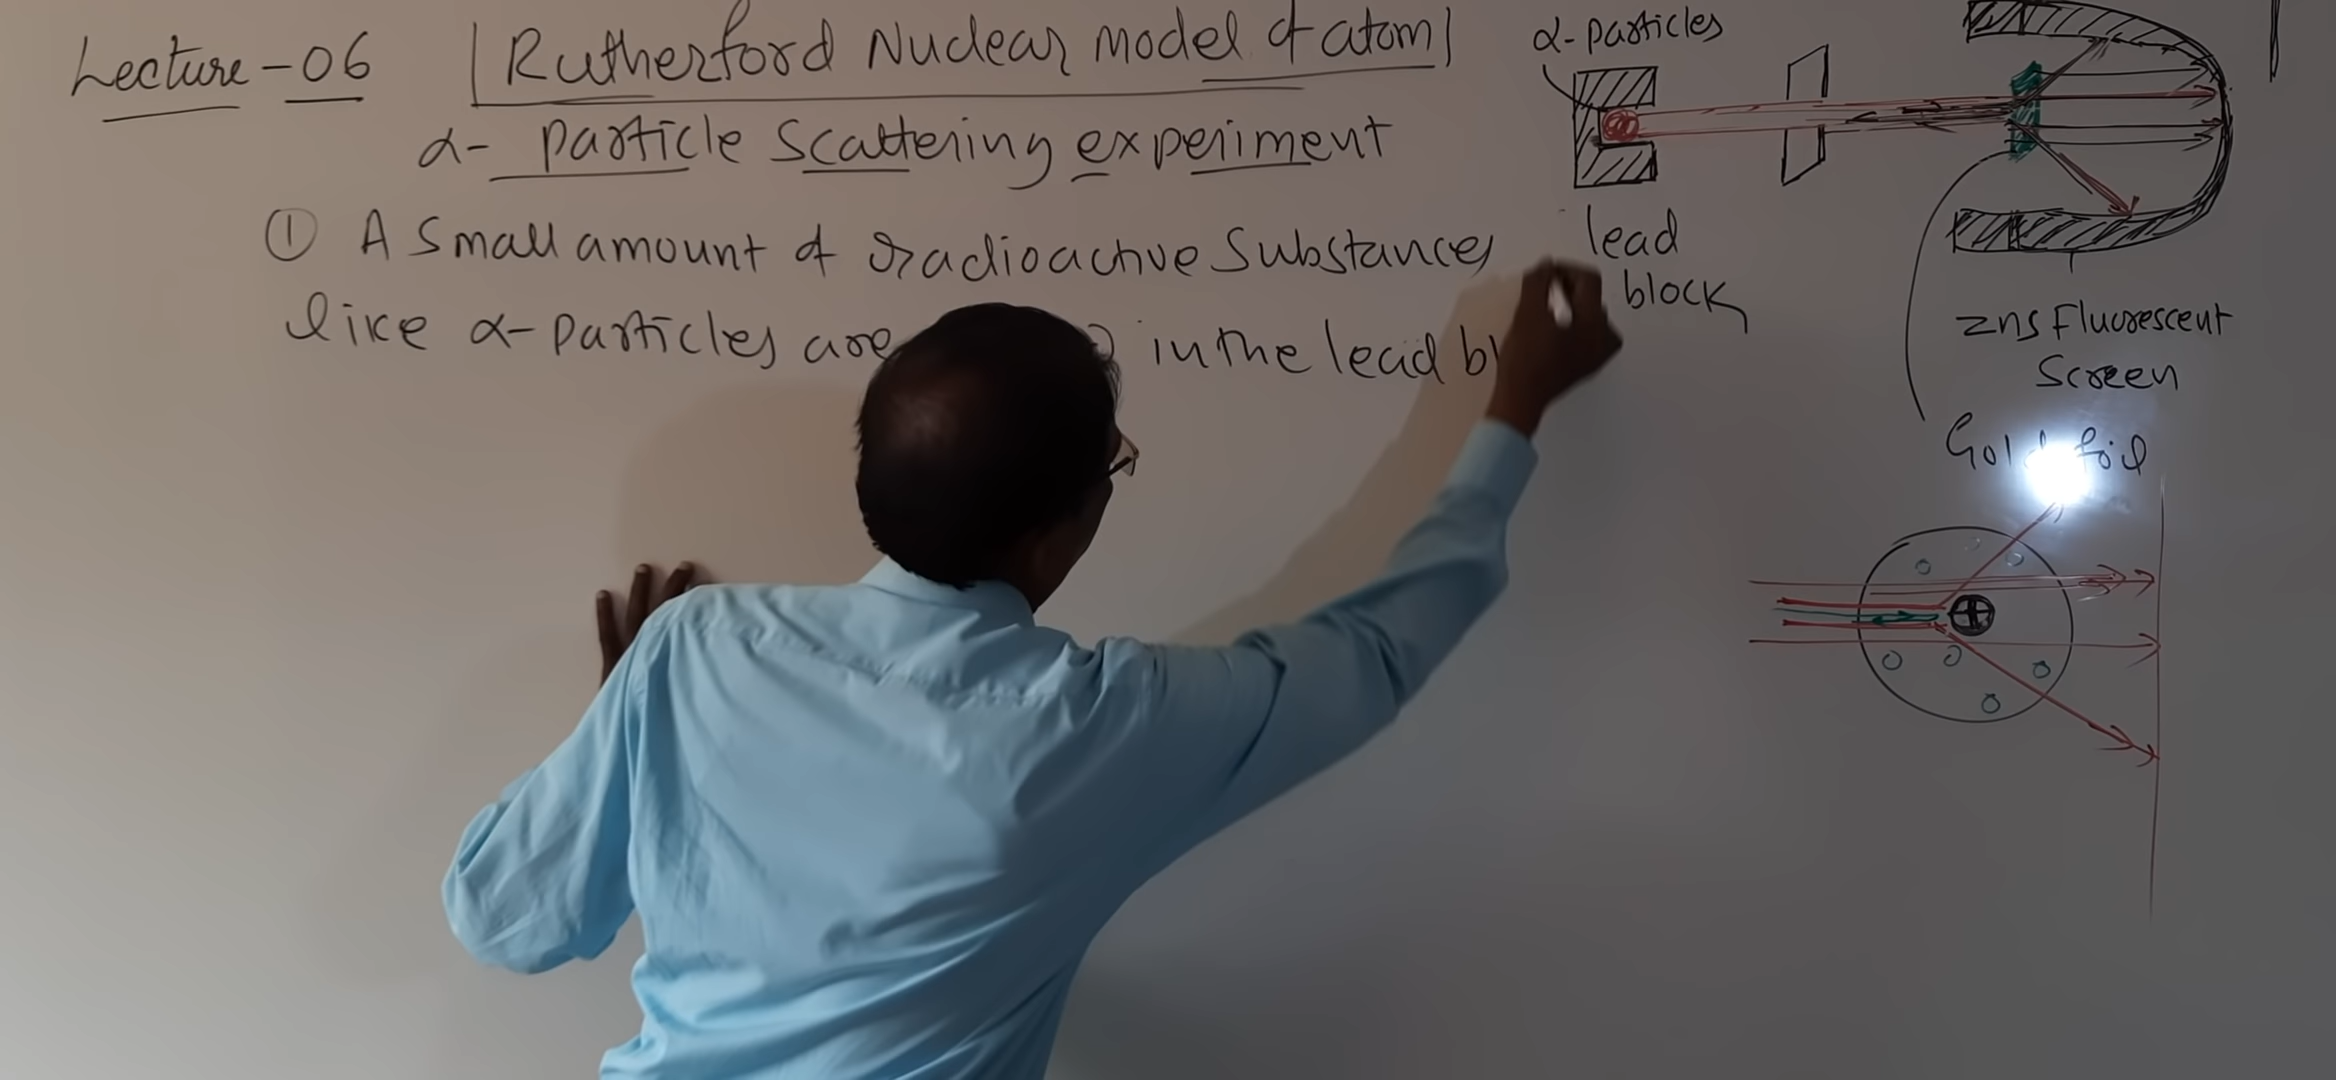 Lecture-06
Rutherford Nuclear model of atom
α- particle scattering experiment
① A small amount of radioactive substances
like α-particles are in the lead
α-particles
lead
block
ZnS Fluorescent
Screen
Gold foil